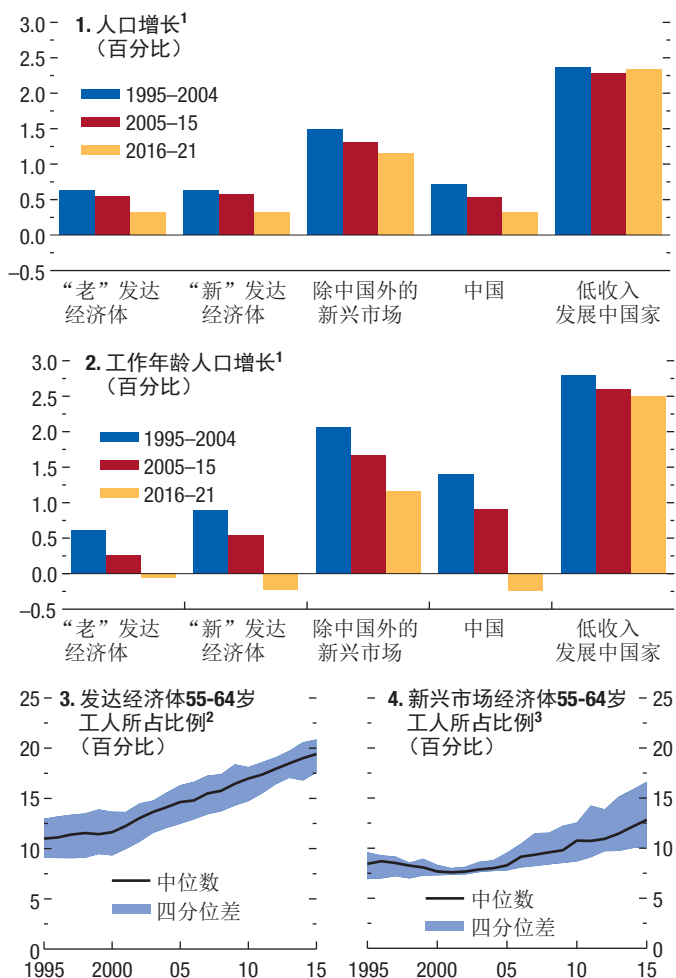 1. 人口增长¹
（百分比）
3.0
2.5
2.0
1.5
1.0
0.5
0.0
–0.5
1995–2004
2005–15
2016–21
“老”发达
经济体
“新”发达
经济体
除中国外的
新兴市场
中国
低收入
发展中国家
2. 工作年龄人口增长¹
（百分比）
3.0
2.5
2.0
1.5
1.0
0.5
0.0
–0.5
1995–2004
2005–15
2016–21
“老”发达
经济体
“新”发达
经济体
除中国外的
新兴市场
中国
低收入
发展中国家
3. 发达经济体55-64岁
工人所占比例²
（百分比）
25
20
15
10
5
0
中位数
四分位差
1995
2000
05
10
15
4. 新兴市场经济体55-64岁
工人所占比例³
（百分比）
25
20
15
10
5
0
中位数
四分位差
1995
2000
05
10
15